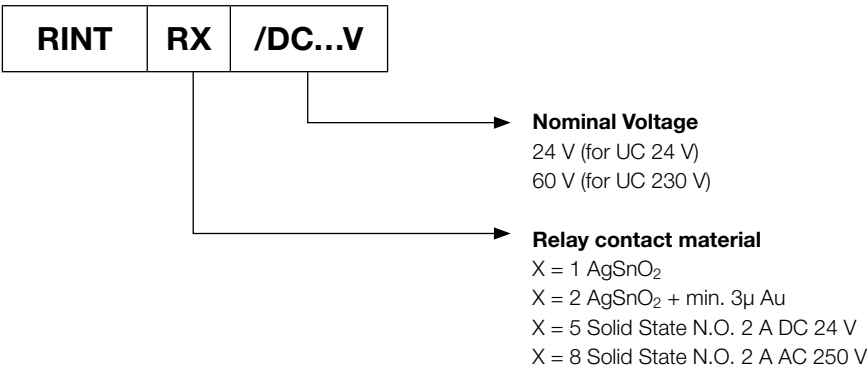 RINT RX /DC...V
Nominal Voltage
24 V (for UC 24 V)
60 V (for UC 230 V)
Relay contact material
X = 1 AgSnO₂
X = 2 AgSnO₂ + min. 3µ Au
X = 5 Solid State N.O. 2 A DC 24 V
X = 8 Solid State N.O. 2 A AC 250 V